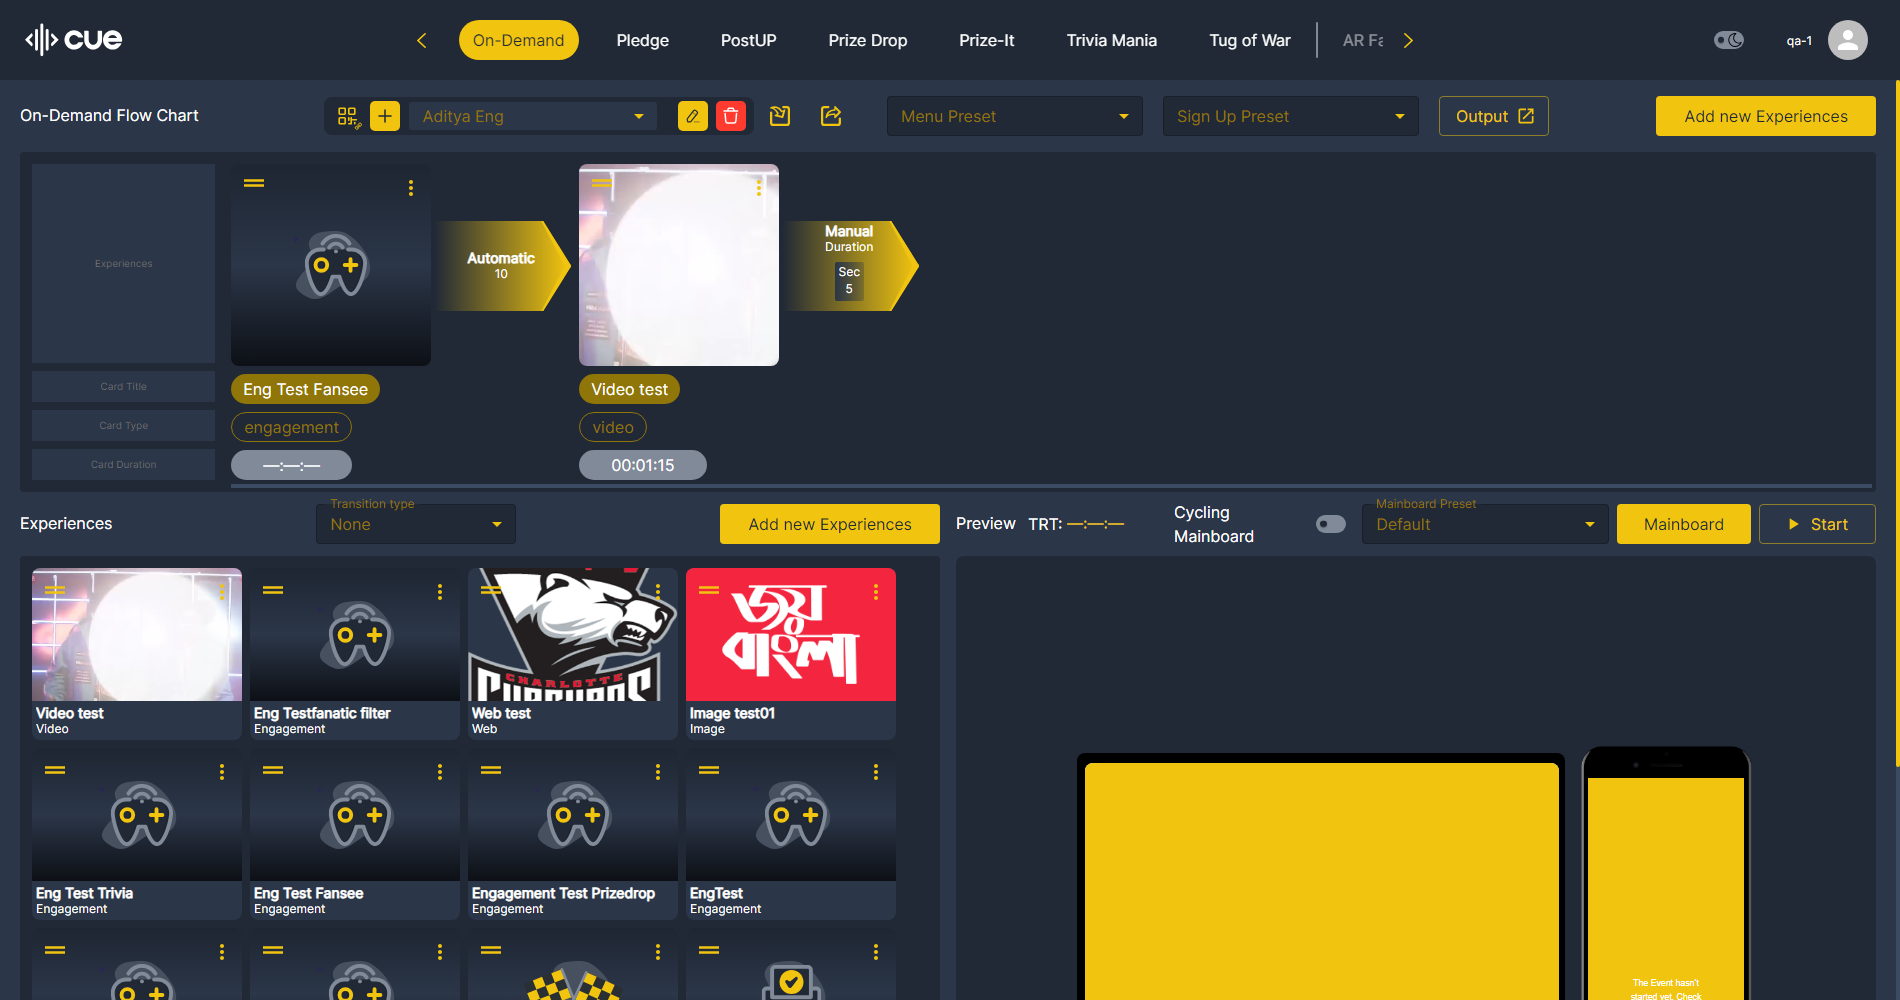 cue
On-Demand
Pledge
PostUP
Prize Drop
Prize-It
Trivia Mania
Tug of War
AR Fa
qa-1
On-Demand Flow Chart
Aditya Eng
Menu Preset
Sign Up Preset
Output
Add new Experiences
Experiences
Automatic
10
Manual
Duration
Sec
5
Card Title
Eng Test Fansee
Video test
Card Type
engagement
video
Card Duration
—:—:—
00:01:15
Experiences
Transition type
None
Add new Experiences
Preview
TRT: —:—:—
Cycling
Mainboard
Mainboard Preset
Default
Mainboard
Start
CHARLOTTE
জয়
বাংলা
Video test
Video
Eng Testfanatic filter
Engagement
Web test
Web
Image test01
Image
Eng Test Trivia
Engagement
Eng Test Fansee
Engagement
Engagement Test Prizedrop
Engagement
EngTest
Engagement
The Event hasn't
started yet. Check